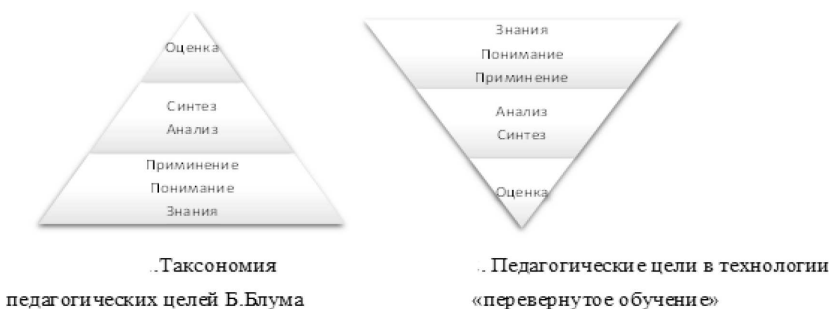 Оценка
Синтез
Анализ
Приминение
Понимание
Знания
Знания
Понимание
Приминение
Анализ
Синтез
Оценка
..Таксономия
педагогических целей Б.Блума
.. Педагогические цели в технологии
«перевернутое обучение»